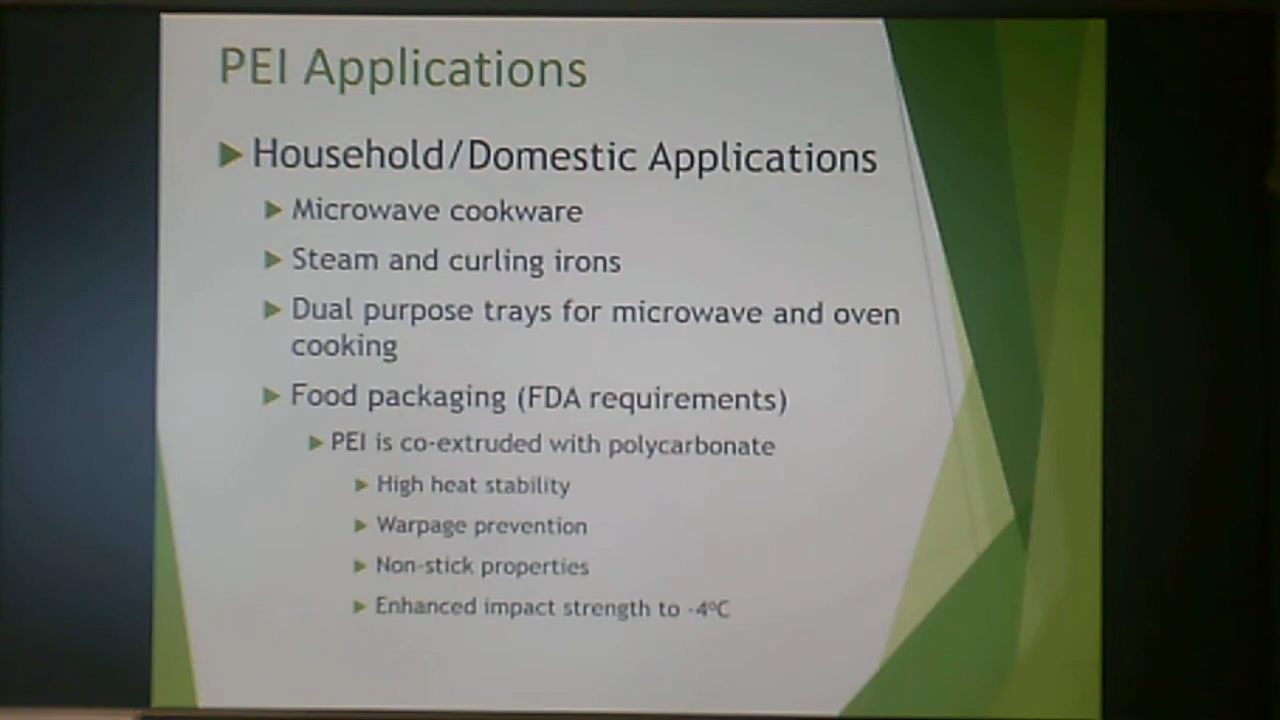 PEI Applications
Household/Domestic Applications
Microwave cookware
Steam and curling irons
Dual purpose trays for microwave and oven
cooking
Food packaging (FDA requirements)
PEI is co-extruded with polycarbonate
High heat stability
Warpage prevention
Non-stick properties
Enhanced impact strength to -4ºC